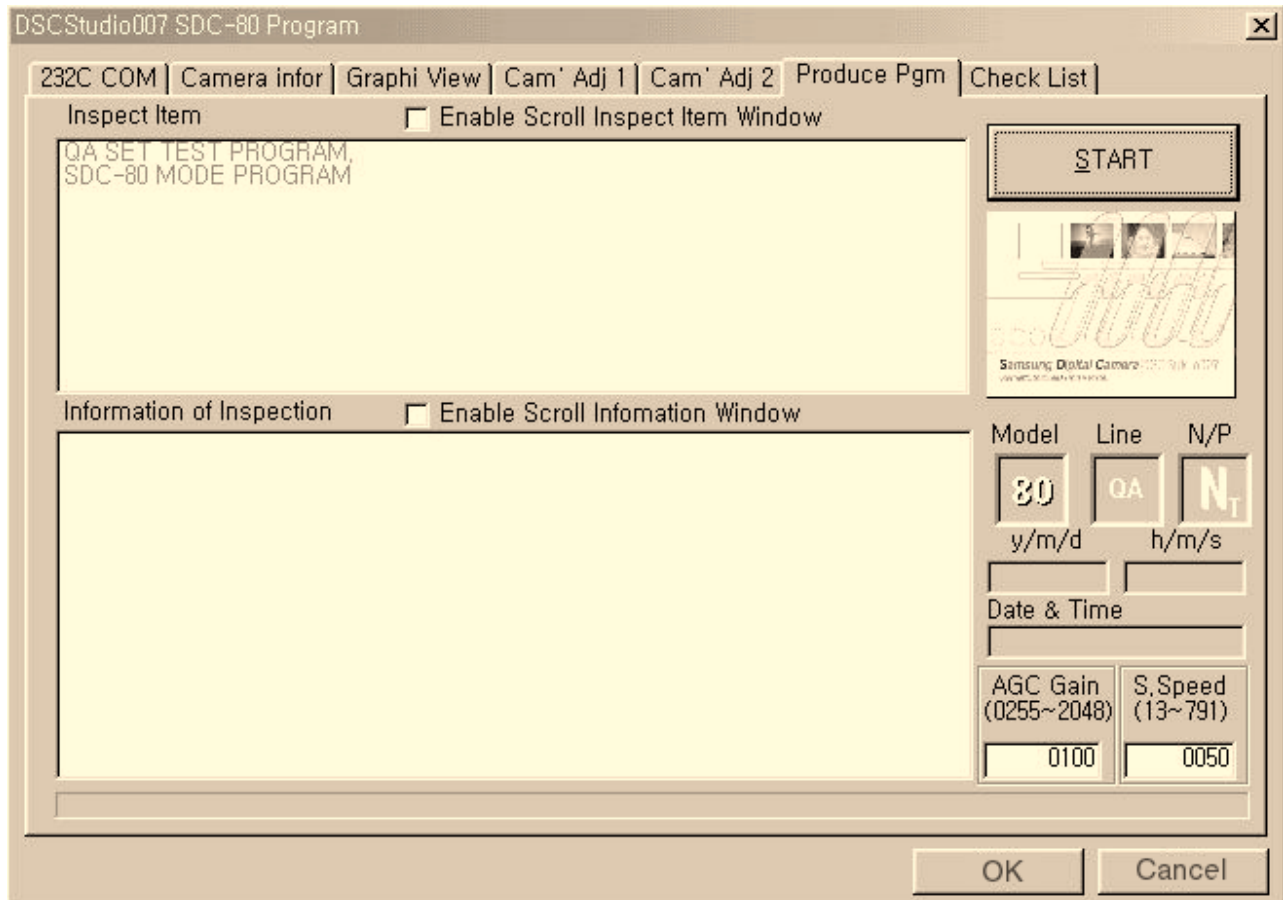 DSCStudio007 SDC-80 Program
232C COM
Camera infor
Graphi View
Cam' Adj 1
Cam' Adj 2
Produce Pgm
Check List
Inspect Item
Enable Scroll Inspect Item Window
QA SET TEST PROGRAM,
SDC-80 MODE PROGRAM
START
Samsung Digital Camera
Information of Inspection
Enable Scroll Infomation Window
Model Line N/P
80 QA NT
y/m/d h/m/s
Date & Time
AGC Gain
(0255~2048)
0100
S,Speed
(13~791)
0050
OK
Cancel